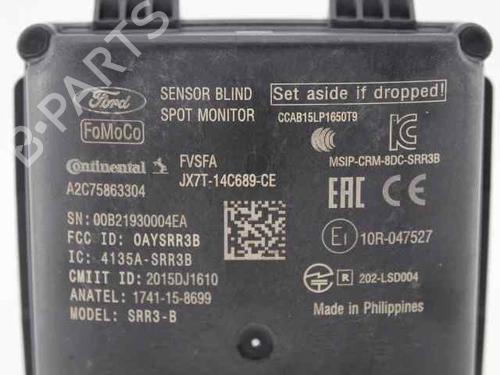 B-PARTS
Ford
FoMoCo
SENSOR BLIND
SPOT MONITOR
Set aside if dropped!
CCAB15LP1650T9
MSIP-CRM-8DC-SRR3B
Continental
A2C75863304
FVSFA
JX7T-14C689-CE
SN: 00B21930004EA
FCC ID: OAYSRR3B
IC: 4135A-SRR3B
CMIIT ID: 2015DJ1610
ANATEL: 1741-15-8699
MODEL: SRR3-B
EAC CE
E1 10R-047527
R 202-LSD004
Made in Philippines